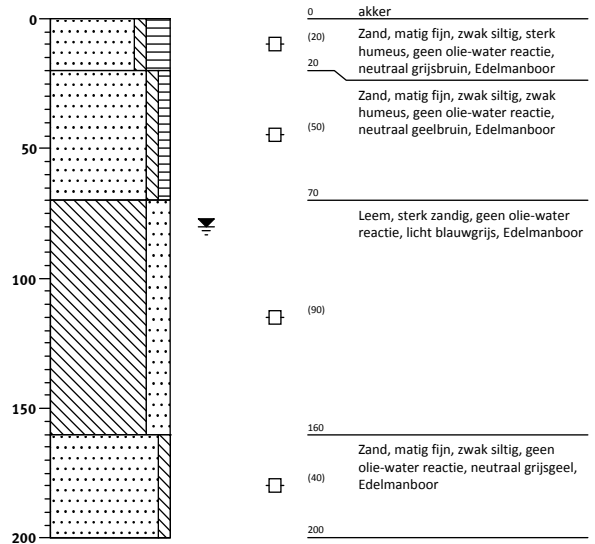 0
50
100
150
200
0 akker
(20)
20
Zand, matig fijn, zwak siltig, sterk
humeus, geen olie-water reactie,
neutraal grijsbruin, Edelmanboor
(50)
Zand, matig fijn, zwak siltig, zwak
humeus, geen olie-water reactie,
neutraal geelbruin, Edelmanboor
70
Leem, sterk zandig, geen olie-water
reactie, licht blauwgrijs, Edelmanboor
(90)
160
Zand, matig fijn, zwak siltig, geen
olie-water reactie, neutraal grijsgeel,
Edelmanboor
(40)
200